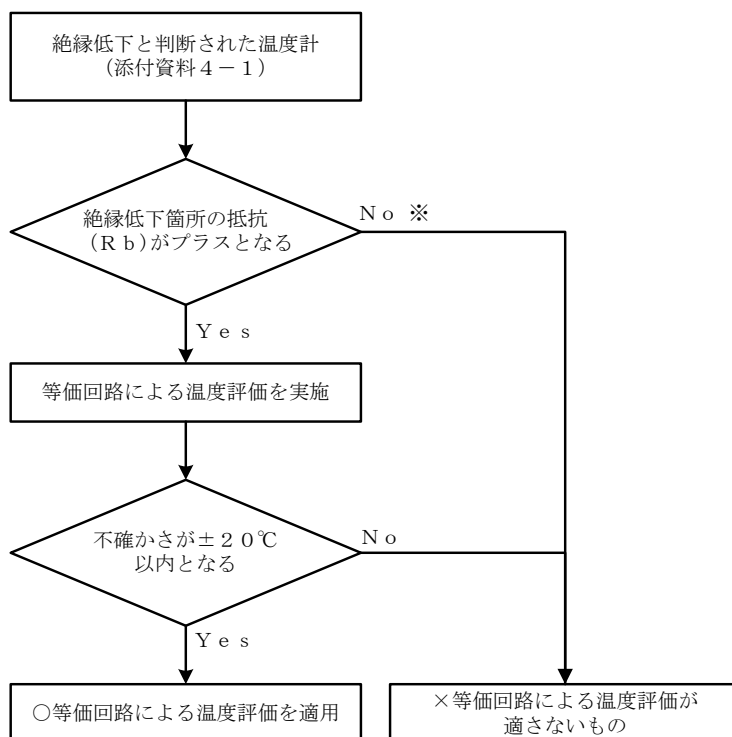 絶縁低下と判断された温度計
（添付資料４－１）
絶縁低下箇所の抵抗
（Ｒｂ）がプラスとなる
Ｎｏ ※
Ｙｅｓ
等価回路による温度評価を実施
不確かさが±２０℃
以内となる
Ｎｏ
Ｙｅｓ
○等価回路による温度評価を適用
×等価回路による温度評価が
適さないもの